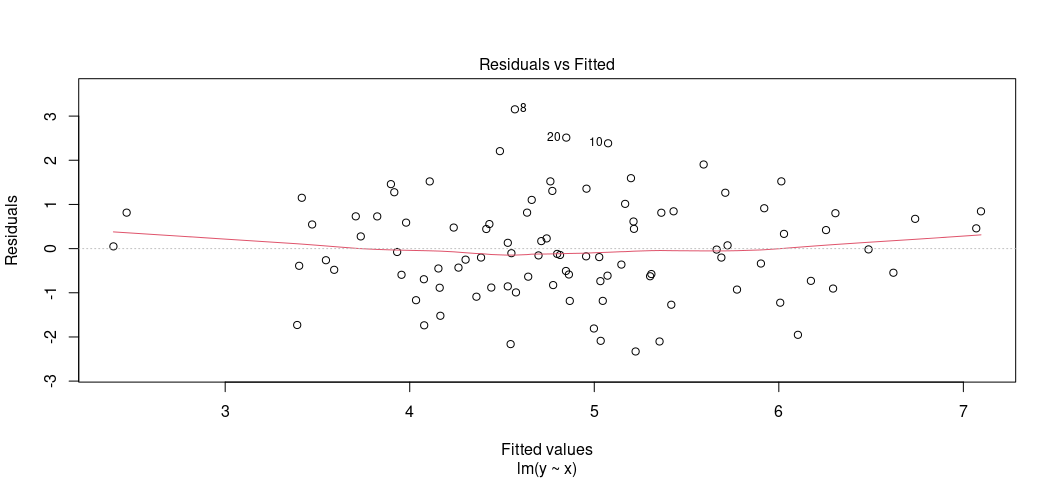 Residuals vs Fitted
Residuals
3
2
1
0
-1
-2
-3
8
20
10
3 4 5 6 7
Fitted values
lm(y ~ x)